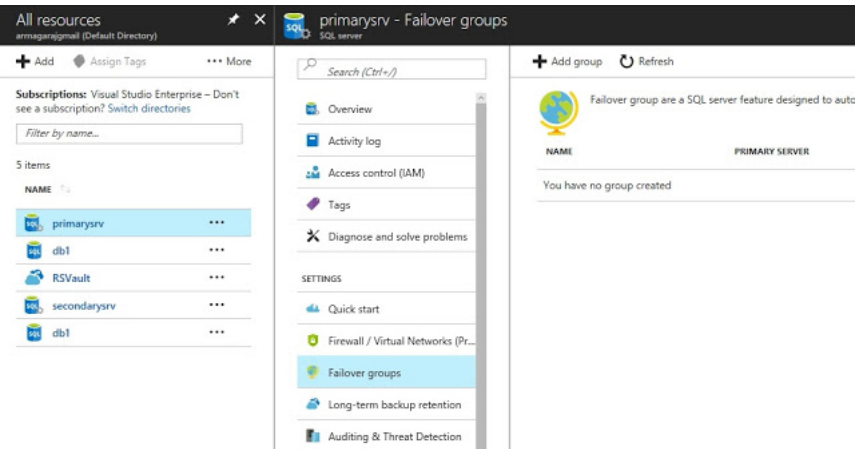 All resources
armagarajgmail (Default Directory)
Add Assign Tags More
Subscriptions: Visual Studio Enterprise – Don't
see a subscription? Switch directories
Filter by name...
5 items
NAME
primarysrv
db1
RSVault
secondarysrv
db1
primarysrv - Failover groups
SQL server
Search (Ctrl+/)
Overview
Activity log
Access control (IAM)
Tags
Diagnose and solve problems
SETTINGS
Quick start
Firewall / Virtual Networks (Pr...
Failover groups
Long-term backup retention
Auditing & Threat Detection
Add group Refresh
Failover group are a SQL server feature designed to auto
NAME PRIMARY SERVER
You have no group created